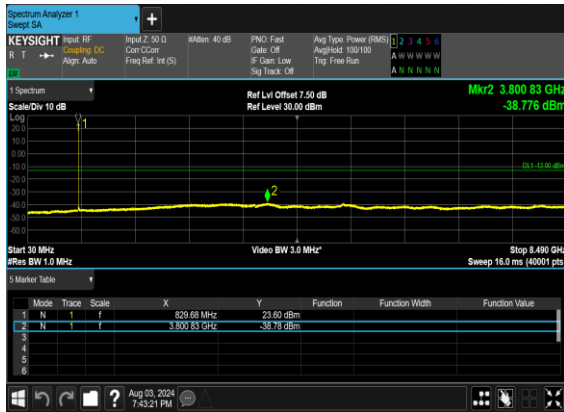 Spectrum Analyzer 1
Swept SA
+
KEYSIGHT Input: RF Input Z: 50 Ω #Atten: 40 dB PNO: Fast Avg Type: Power (RMS) 1 2 3 4 5 6
R T Coupling: DC Corr CCorr Gate: Off Avg|Hold: 100/100 A W W W W W
Align: Auto Freq Ref: Int (S) IF Gain: Low Trig: Free Run
LXI Sig Track: Off A N N N N N
1 Spectrum Ref Lvl Offset 7.50 dB Mkr2 3.800 83 GHz
Scale/Div 10 dB Ref Level 30.00 dBm -38.776 dBm
Log
20.0
10.0
0.00
-10.0
-20.0
-30.0
-40.0
-50.0
-60.0
1
DL1 -13.00 dBm
2
Start 30 MHz Video BW 3.0 MHz* Stop 8.490 GHz
#Res BW 1.0 MHz Sweep 16.0 ms (40001 pts)
5 Marker Table
Mode Trace Scale X Y Function Function Width Function Value
1 N 1 f 829.68 MHz 23.60 dBm
2 N 1 f 3.800 83 GHz -38.78 dBm
3
4
5
6
? Aug 03, 2024
7:43:21 PM